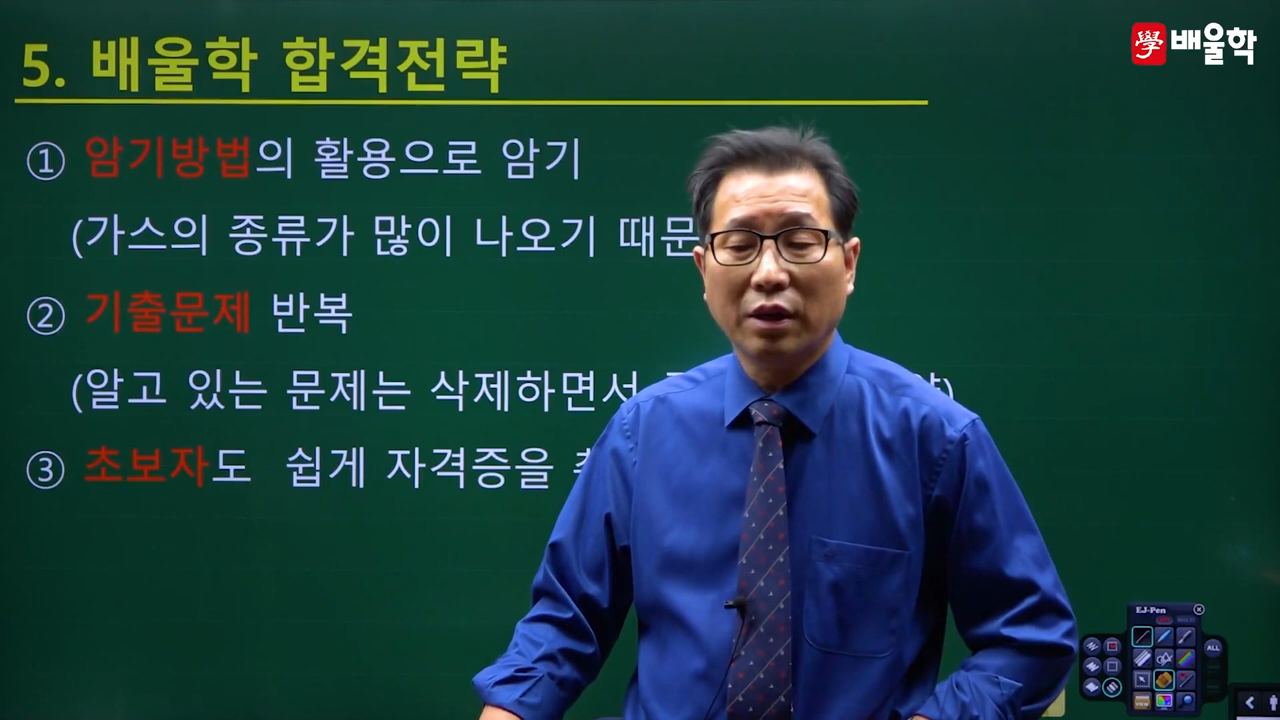 5. 배울학 합격전략
學 배울학
① 암기방법의 활용으로 암기
(가스의 종류가 많이 나오기 때문
② 기출문제 반복
(알고 있는 문제는 삭제하면서
③ 초보자도 쉽게 자격증을
EJ-Pen
ALL
VIEW